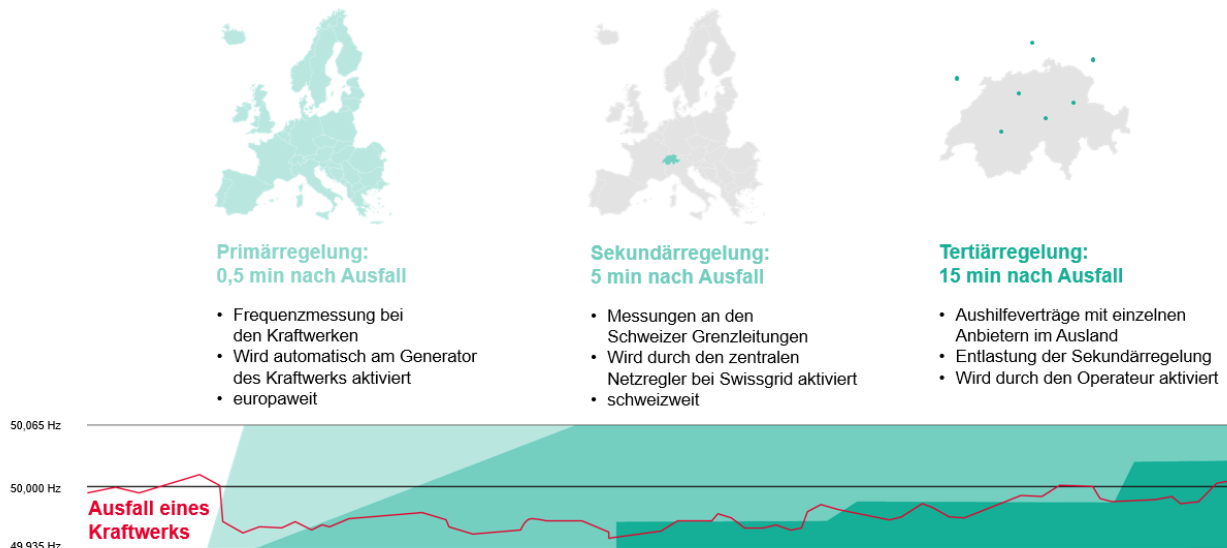 Primärregelung:
0,5 min nach Ausfall
• Frequenzmessung bei
den Kraftwerken
• Wird automatisch am Generator
des Kraftwerks aktiviert
• europaweit
Sekundärregelung:
5 min nach Ausfall
• Messungen an den
Schweizer Grenzleitungen
• Wird durch den zentralen
Netzregler bei Swissgrid aktiviert
• schweizweit
Tertiärregelung:
15 min nach Ausfall
• Aushilfeverträge mit einzelnen
Anbietern im Ausland
• Entlastung der Sekundärregelung
• Wird durch den Operateur aktiviert
50,065 Hz
50,000 Hz
Ausfall eines
Kraftwerks
49,935 Hz